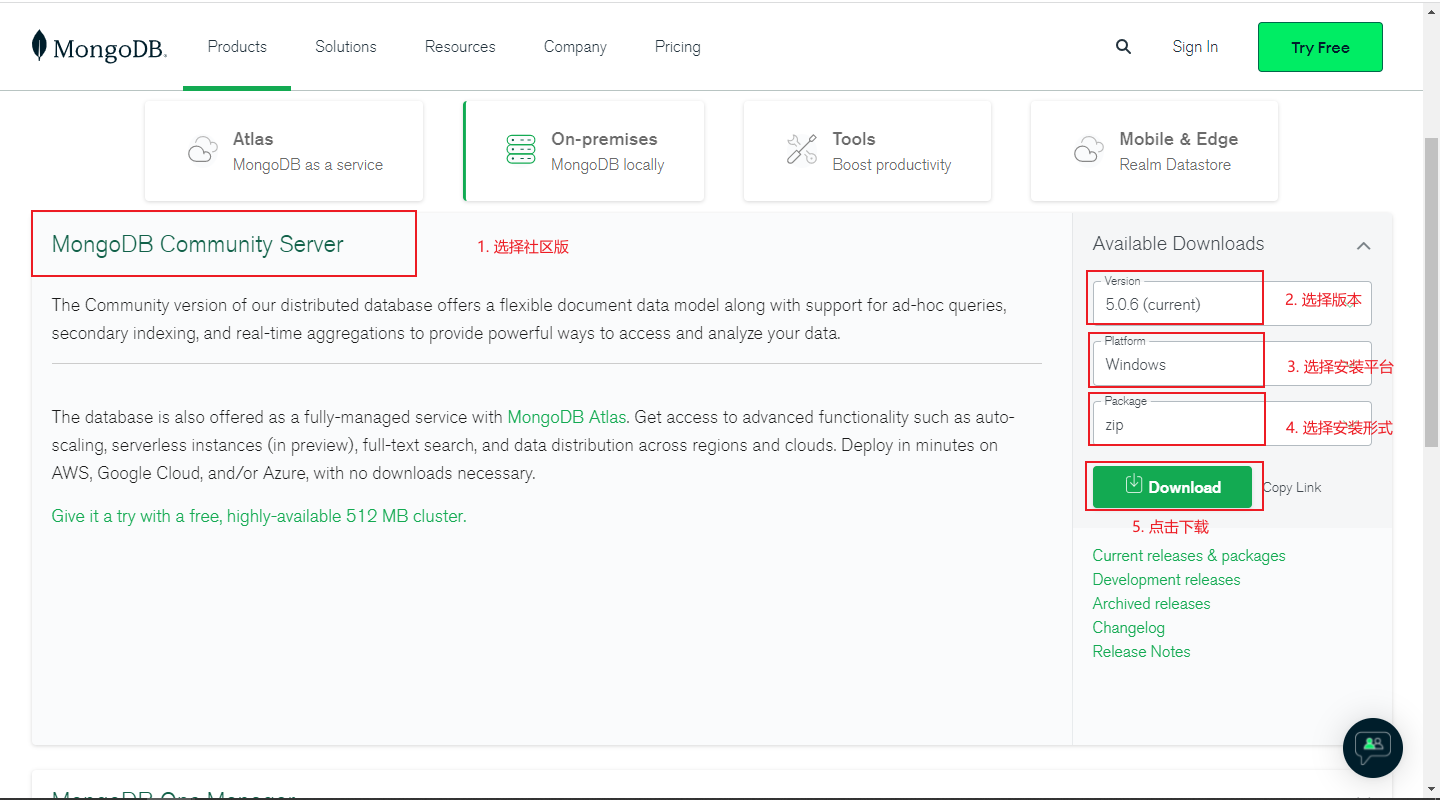 MongoDB.
Products
Solutions
Resources
Company
Pricing
Sign In
Try Free
Atlas
MongoDB as a service
On-premises
MongoDB locally
Tools
Boost productivity
Mobile & Edge
Realm Datastore
MongoDB Community Server
1. 选择社区版
The Community version of our distributed database offers a flexible document data model along with support for ad-hoc queries,
secondary indexing, and real-time aggregations to provide powerful ways to access and analyze your data.
The database is also offered as a fully-managed service with MongoDB Atlas. Get access to advanced functionality such as auto-
scaling, serverless instances (in preview), full-text search, and data distribution across regions and clouds. Deploy in minutes on
AWS, Google Cloud, and/or Azure, with no downloads necessary.
Give it a try with a free, highly-available 512 MB cluster.
Available Downloads
Version
5.0.6 (current)
2. 选择版本
Platform
Windows
3. 选择安装平台
Package
zip
4. 选择安装形式
Download
Copy Link
5. 点击下载
Current releases & packages
Development releases
Archived releases
Changelog
Release Notes
MongoDB Ops Manager